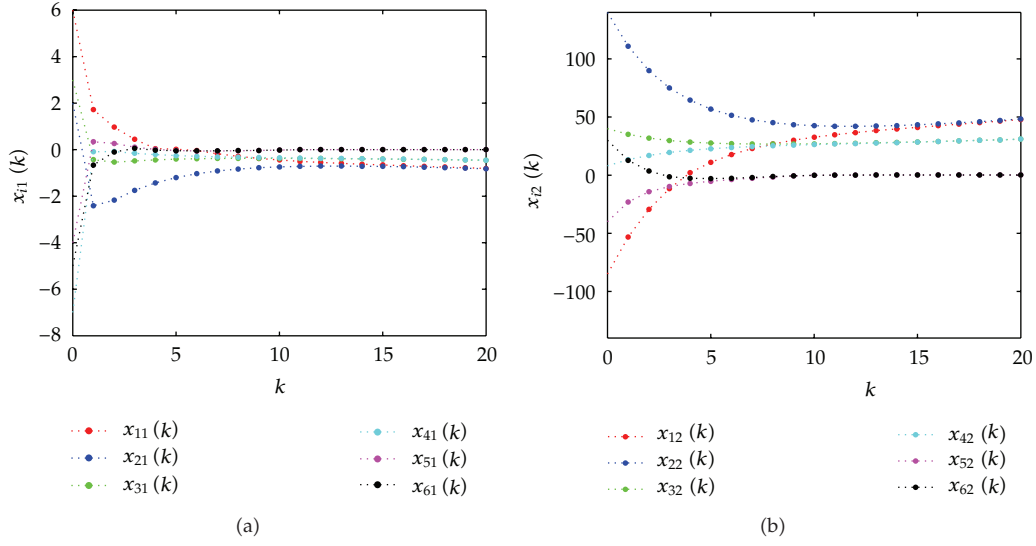 6
4
2
0
−2
−4
−6
−8
x_{i1} (k)
0 5 10 15 20
k
x_{11} (k)
x_{21} (k)
x_{31} (k)
x_{41} (k)
x_{51} (k)
x_{61} (k)
(a)
100
50
0
−50
−100
x_{i2} (k)
0 5 10 15 20
k
x_{12} (k)
x_{22} (k)
x_{32} (k)
x_{42} (k)
x_{52} (k)
x_{62} (k)
(b)